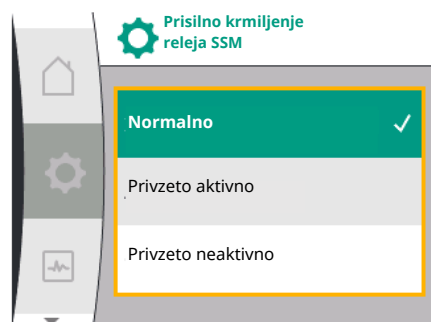 Prisilno krmiljenje
releja SSM
Normalno
Privzeto aktivno
Privzeto neaktivno